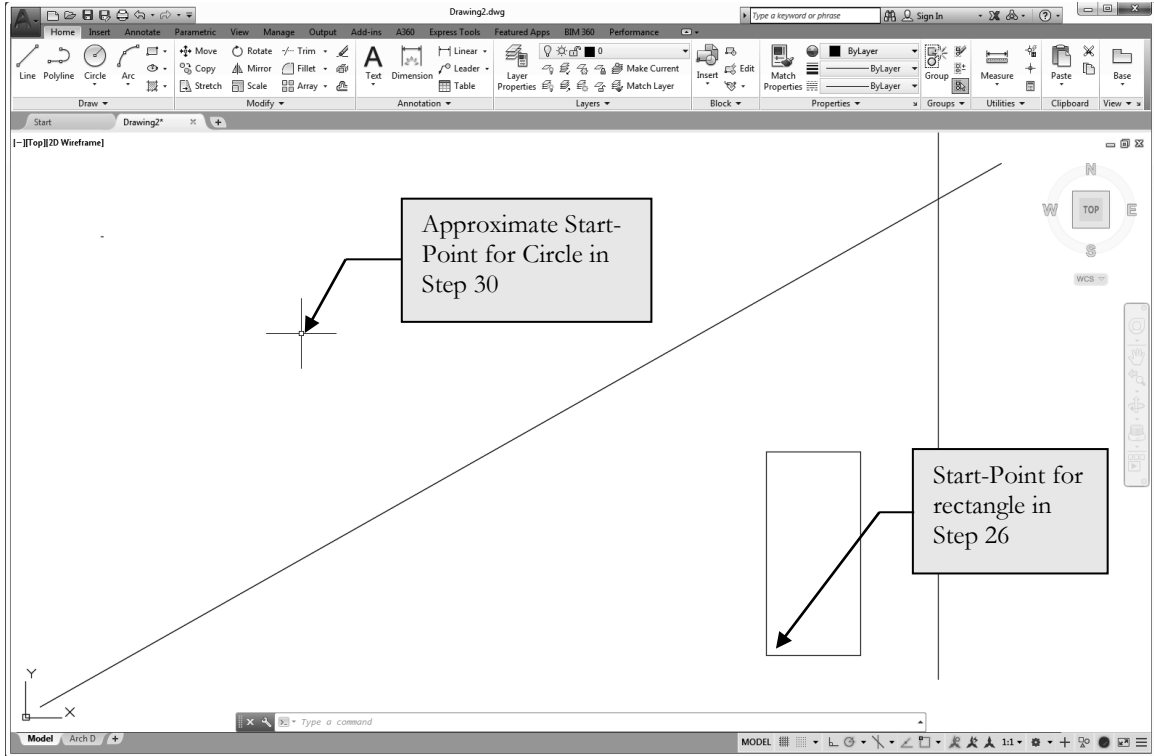 Drawing2.dwg
Type a keyword or phrase
Sign In
Home Insert Annotate Parametric View Manage Output Add-ins A360 Express Tools Featured Apps BIM 360 Performance
Line Polyline Circle Arc
Move Rotate Trim
Copy Mirror Fillet
Stretch Scale Array
Text Dimension
Linear
Leader
Table
Layer Properties
0
Make Current
Match Layer
Insert
Edit
Match Properties
ByLayer
ByLayer
ByLayer
Group
Measure
Paste
Base
Draw Modify Annotation Layers Block Properties Groups Utilities Clipboard View
Start Drawing2*
[−][Top][2D Wireframe]
N
W TOP E
S
WCS
Approximate Start-
Point for Circle in
Step 30
Start-Point for
rectangle in
Step 26
Y
X
Type a command
Model Arch D
MODEL 1:1